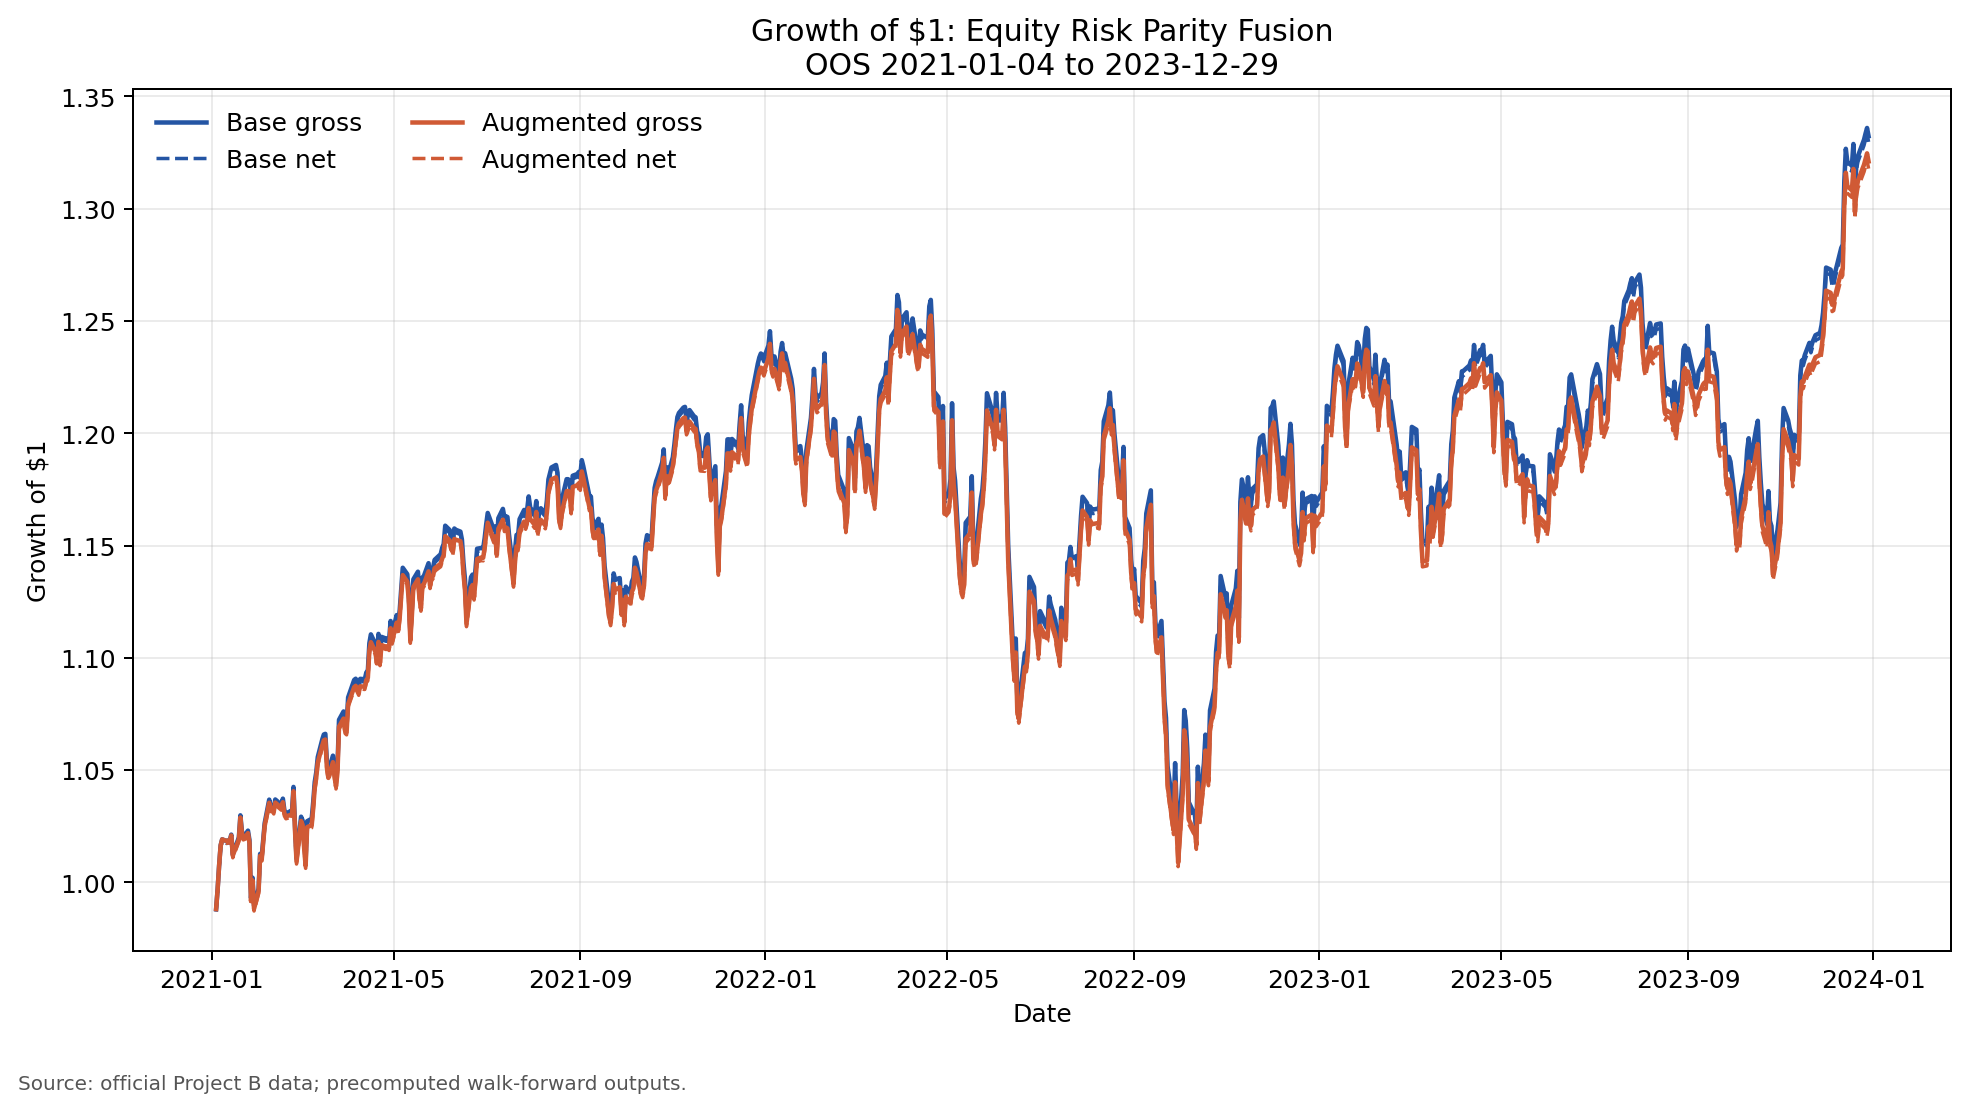 Growth of $1: Equity Risk Parity Fusion
OOS 2021-01-04 to 2023-12-29
Base gross
Base net
Augmented gross
Augmented net
Growth of $1
1.35
1.30
1.25
1.20
1.15
1.10
1.05
1.00
2021-01
2021-05
2021-09
2022-01
2022-05
2022-09
2023-01
2023-05
2023-09
2024-01
Date
Source: official Project B data; precomputed walk-forward outputs.